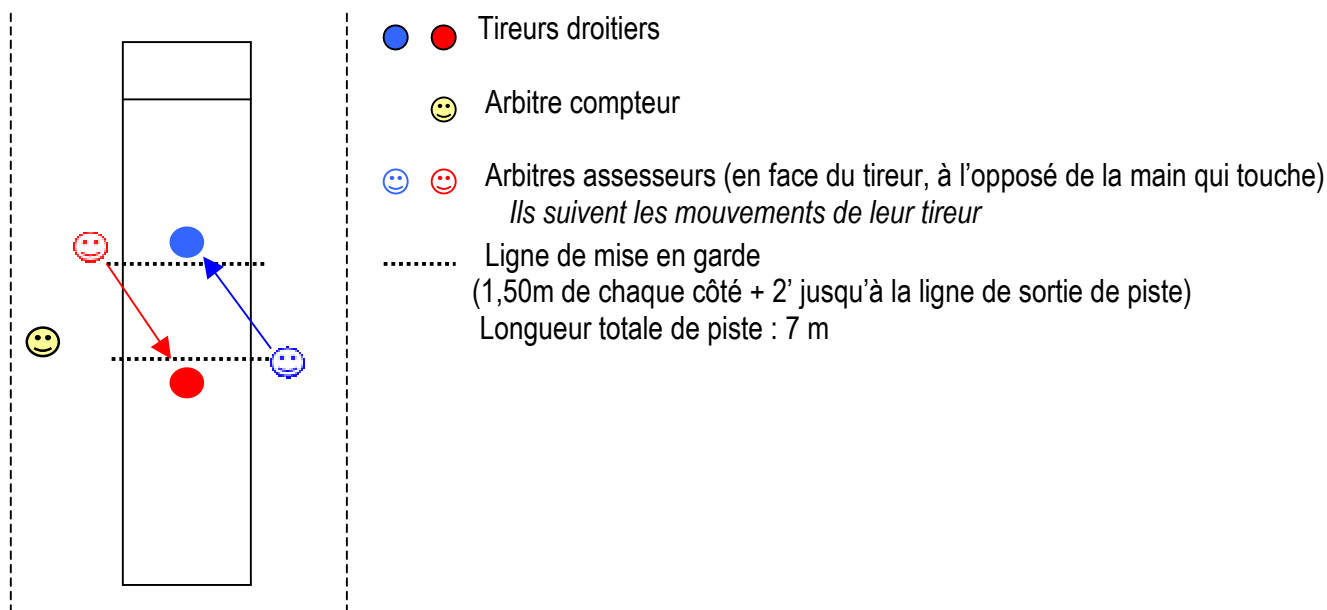 Tireurs droitiers
Arbitre compteur
Arbitres assesseurs (en face du tireur, à l’opposé de la main qui touche)
Ils suivent les mouvements de leur tireur
Ligne de mise en garde
(1,50m de chaque côté + 2’ jusqu’à la ligne de sortie de piste)
Longueur totale de piste : 7 m